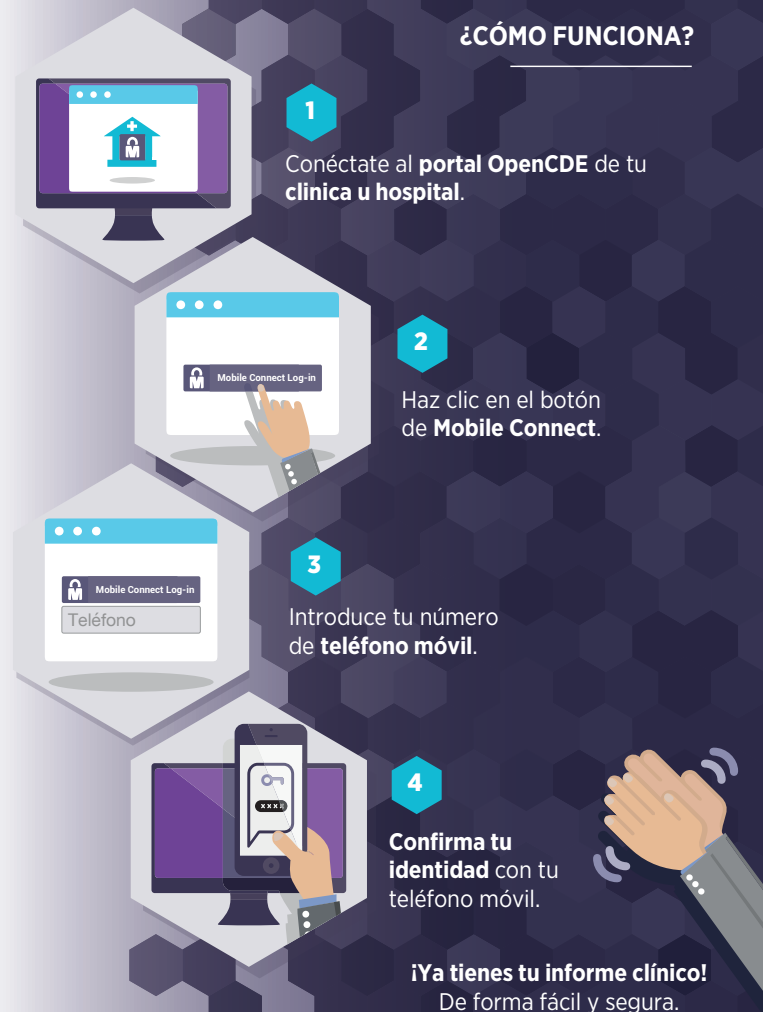 ¿CÓMO FUNCIONA?
1
Conéctate al portal OpenCDE de tu
clinica u hospital.
Mobile Connect Log-in
2
Haz clic en el botón
de Mobile Connect.
Mobile Connect Log-in
Teléfono
3
Introduce tu número
de teléfono móvil.
xxxx
4
Confirma tu
identidad con tu
teléfono móvil.
¡Ya tienes tu informe clínico!
De forma fácil y segura.